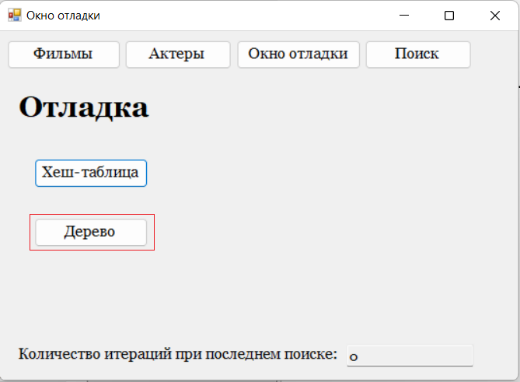 Окно отладки
Фильмы Актеры Окно отладки Поиск
Отладка
Хеш-таблица
Дерево
Количество итераций при последнем поиске: 0